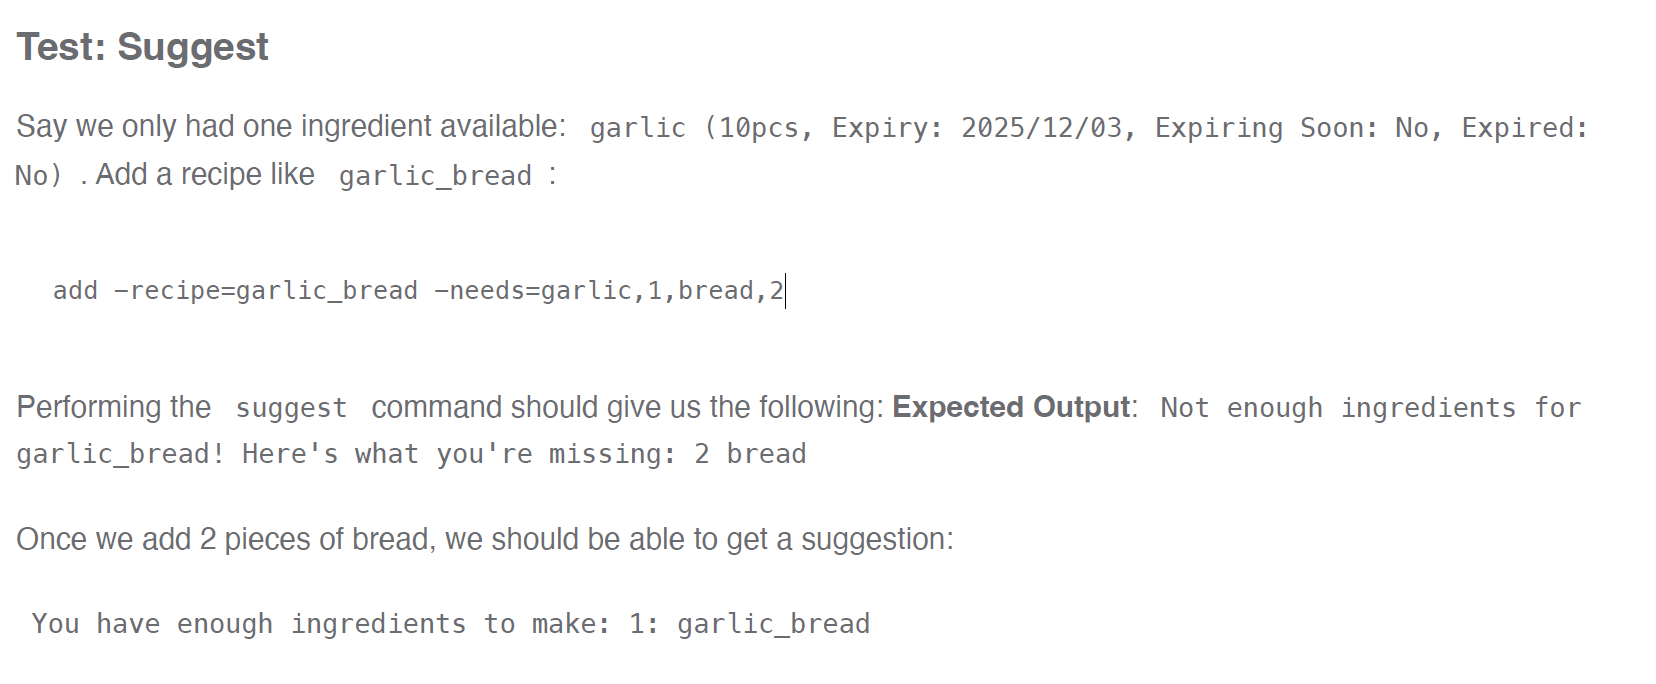 Test: Suggest
Say we only had one ingredient available: garlic (10pcs, Expiry: 2025/12/03, Expiring Soon: No, Expired:
No) . Add a recipe like garlic_bread :
add -recipe=garlic_bread -needs=garlic,1,bread,2
Performing the suggest command should give us the following: Expected Output: Not enough ingredients for
garlic_bread! Here's what you're missing: 2 bread
Once we add 2 pieces of bread, we should be able to get a suggestion:
You have enough ingredients to make: 1: garlic_bread